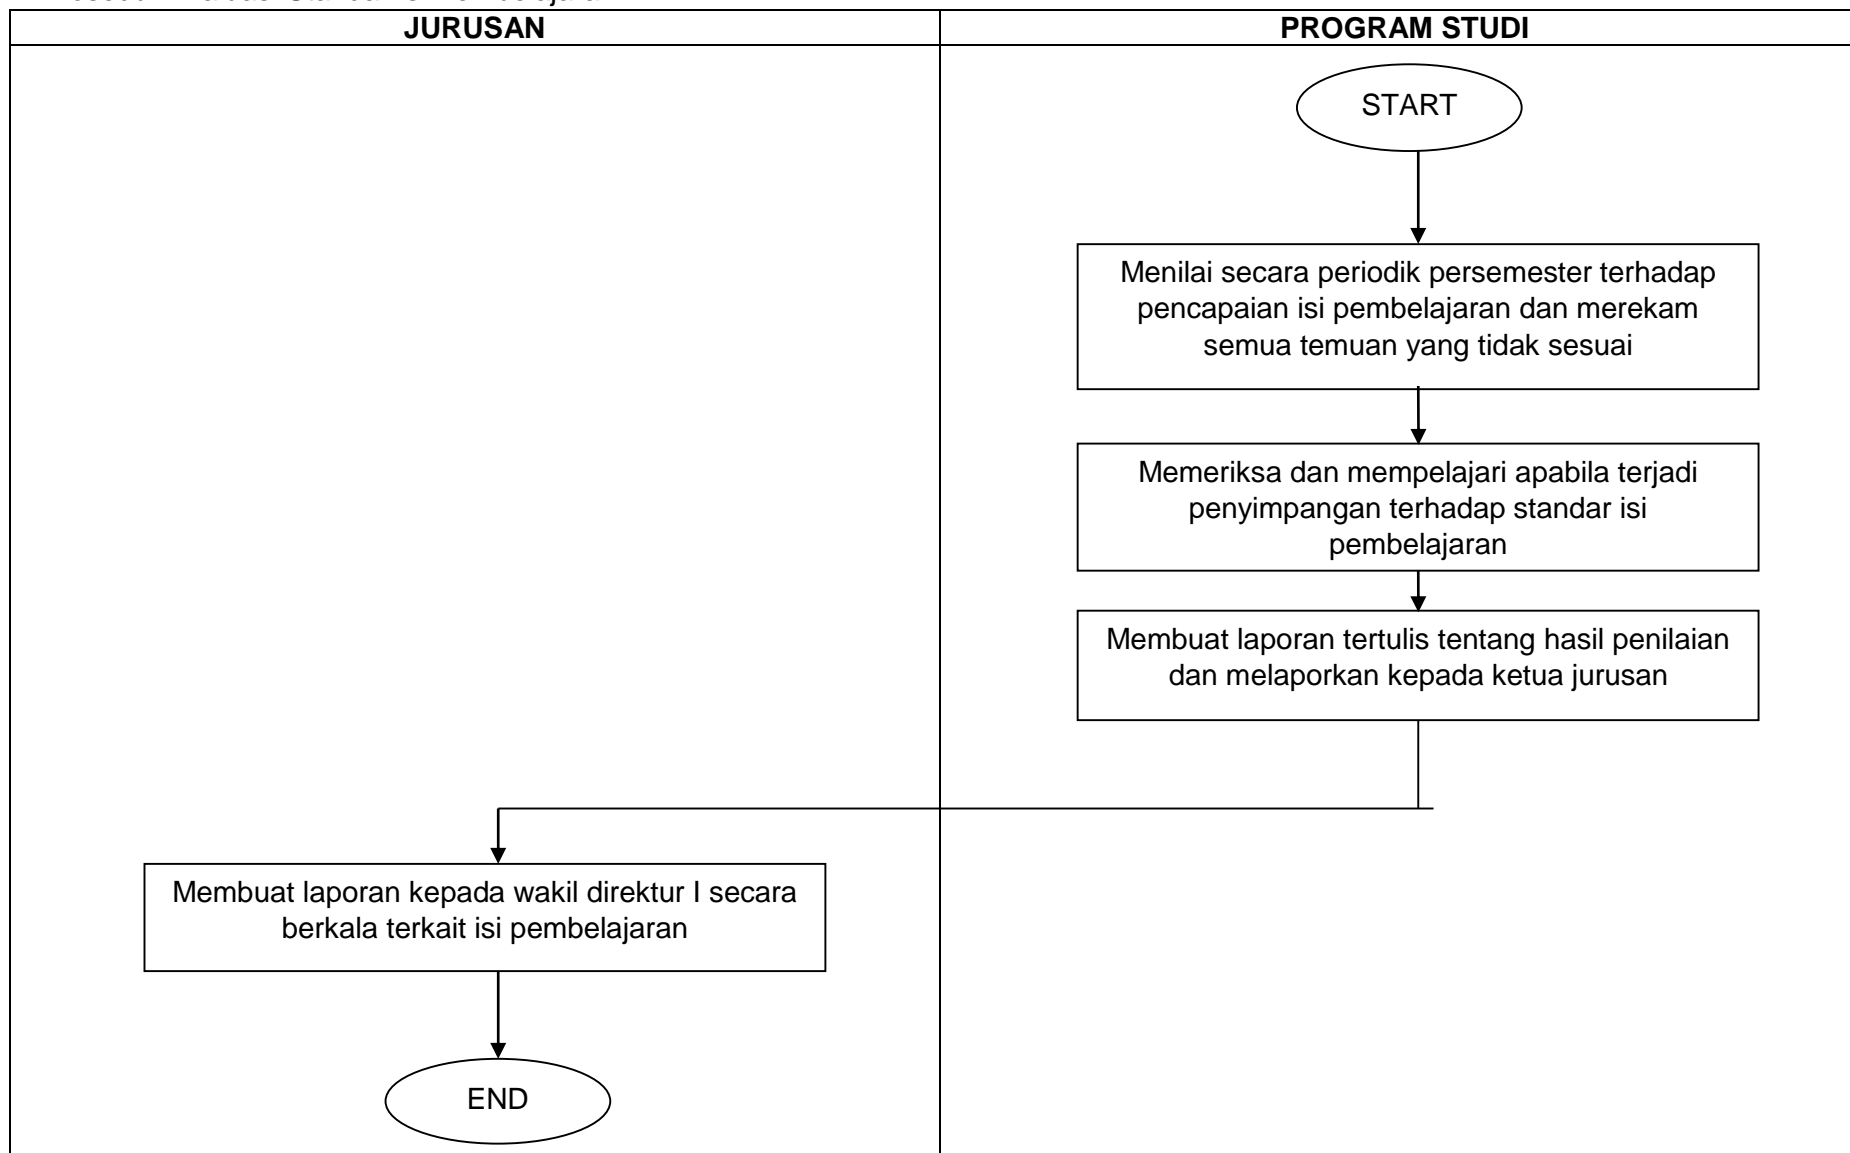 JURUSAN
PROGRAM STUDI
START
Menilai secara periodik persemester terhadap
pencapaian isi pembelajaran dan merekam
semua temuan yang tidak sesuai
Memeriksa dan mempelajari apabila terjadi
penyimpangan terhadap standar isi
pembelajaran
Membuat laporan tertulis tentang hasil penilaian
dan melaporkan kepada ketua jurusan
Membuat laporan kepada wakil direktur I secara
berkala terkait isi pembelajaran
END